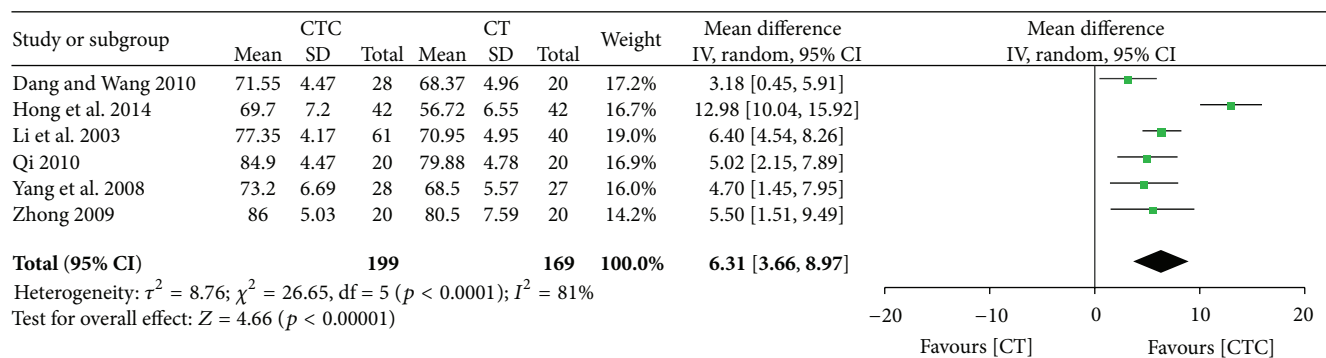 Study or subgroup CTC CT Weight Mean difference Mean difference
Mean SD Total Mean SD Total IV, random, 95% CI IV, random, 95% CI
Dang and Wang 2010 71.55 4.47 28 68.37 4.96 20 17.2% 3.18 [0.45, 5.91]
Hong et al. 2014 69.7 7.2 42 56.72 6.55 42 16.7% 12.98 [10.04, 15.92]
Li et al. 2003 77.35 4.17 61 70.95 4.95 40 19.0% 6.40 [4.54, 8.26]
Qi 2010 84.9 4.47 20 79.88 4.78 20 16.9% 5.02 [2.15, 7.89]
Yang et al. 2008 73.2 6.69 28 68.5 5.57 27 16.0% 4.70 [1.45, 7.95]
Zhong 2009 86 5.03 20 80.5 7.59 20 14.2% 5.50 [1.51, 9.49]
Total (95% CI) 199 169 100.0% 6.31 [3.66, 8.97]
Heterogeneity: τ² = 8.76; χ² = 26.65, df = 5 (p < 0.0001); I² = 81%
Test for overall effect: Z = 4.66 (p < 0.00001)
−20 −10 0 10 20
Favours [CT] Favours [CTC]